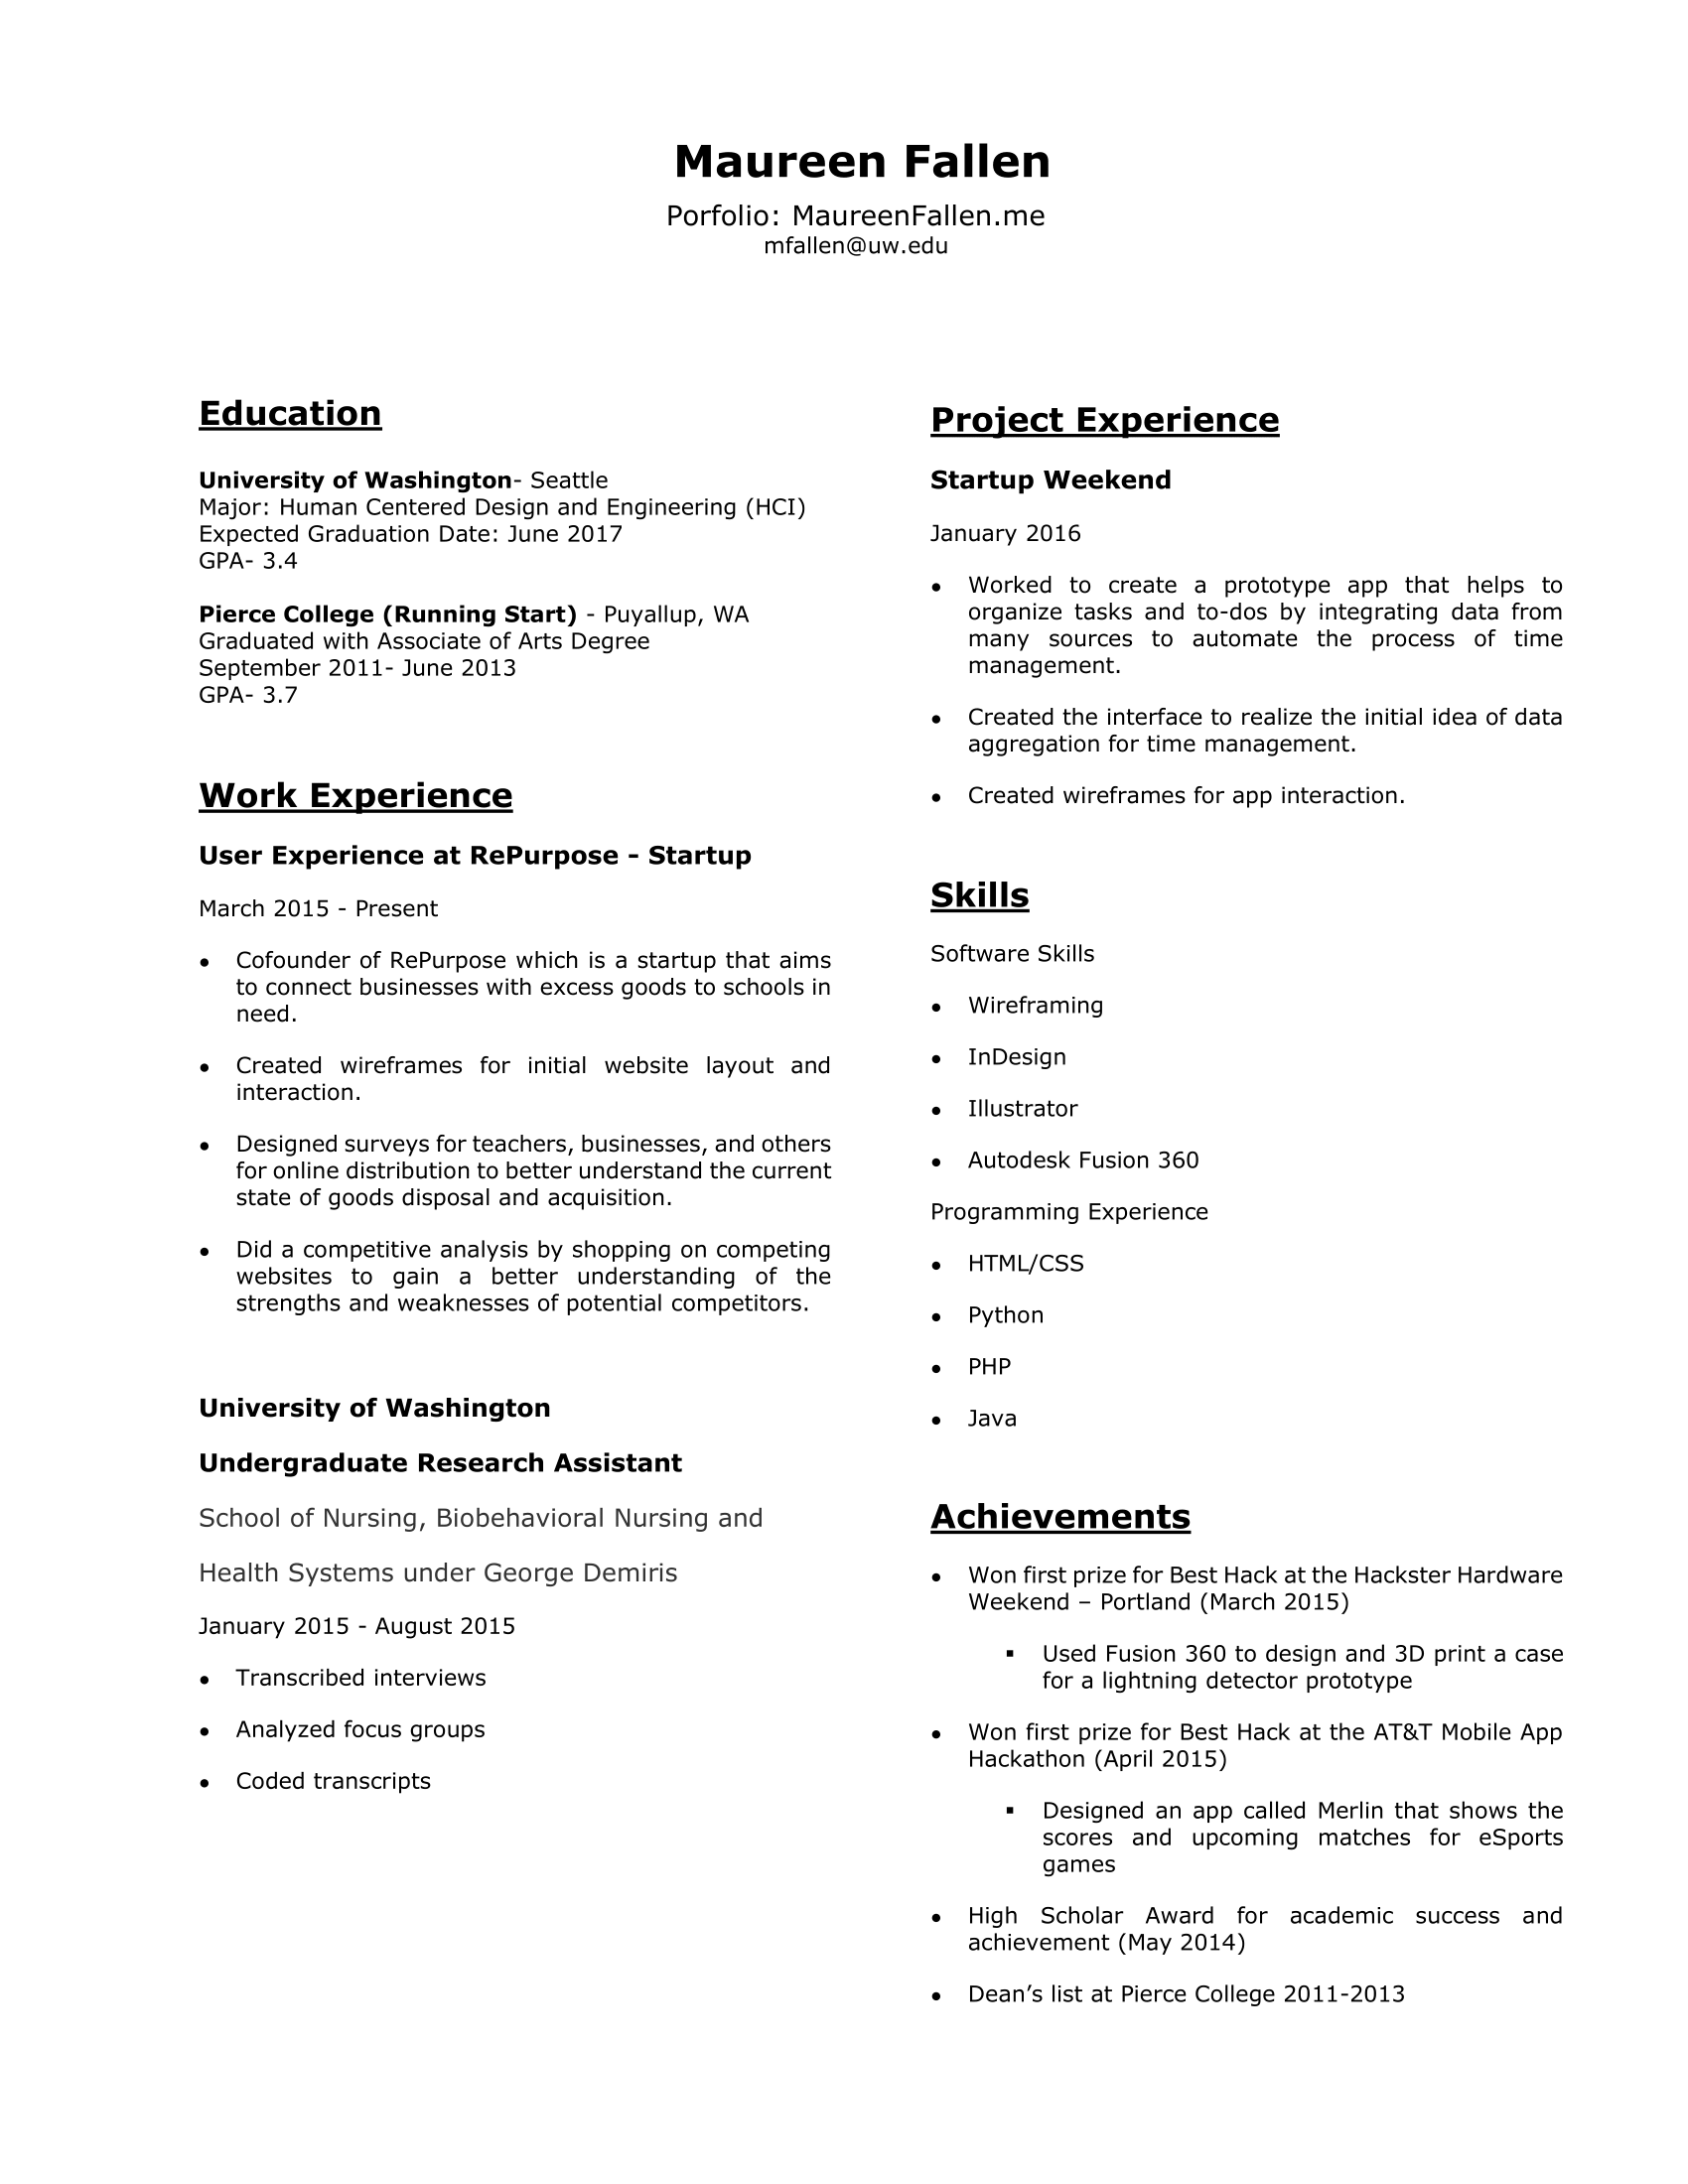 Maureen Fallen
Porfolio: MaureenFallen.me
mfallen@uw.edu
Education
University of Washington- Seattle
Major: Human Centered Design and Engineering (HCI)
Expected Graduation Date: June 2017
GPA- 3.4
Pierce College (Running Start) - Puyallup, WA
Graduated with Associate of Arts Degree
September 2011- June 2013
GPA- 3.7
Work Experience
User Experience at RePurpose – Startup
March 2015 - Present
● Cofounder of RePurpose which is a startup that aims
to connect businesses with excess goods to schools in
need.
● Created wireframes for initial website layout and
interaction.
● Designed surveys for teachers, businesses, and others
for online distribution to better understand the current
state of goods disposal and acquisition.
● Did a competitive analysis by shopping on competing
websites to gain a better understanding of the
strengths and weaknesses of potential competitors.
University of Washington
Undergraduate Research Assistant
School of Nursing, Biobehavioral Nursing and
Health Systems under George Demiris
January 2015 - August 2015
● Transcribed interviews
● Analyzed focus groups
● Coded transcripts
Project Experience
Startup Weekend
January 2016
● Worked to create a prototype app that helps to
organize tasks and to-dos by integrating data from
many sources to automate the process of time
management.
● Created the interface to realize the initial idea of data
aggregation for time management.
● Created wireframes for app interaction.
Skills
Software Skills
● Wireframing
● InDesign
● Illustrator
● Autodesk Fusion 360
Programming Experience
● HTML/CSS
● Python
● PHP
● Java
Achievements
● Won first prize for Best Hack at the Hackster Hardware
Weekend – Portland (March 2015)
▪ Used Fusion 360 to design and 3D print a case
for a lightning detector prototype
● Won first prize for Best Hack at the AT&T Mobile App
Hackathon (April 2015)
▪ Designed an app called Merlin that shows the
scores and upcoming matches for eSports
games
● High Scholar Award for academic success and
achievement (May 2014)
● Dean’s list at Pierce College 2011-2013